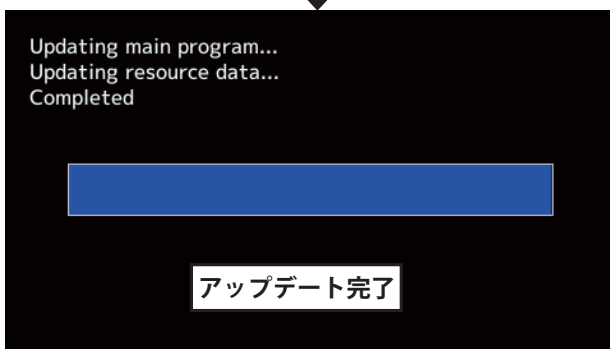 Updating main program...
Updating resource data...
Completed
アップデート完了